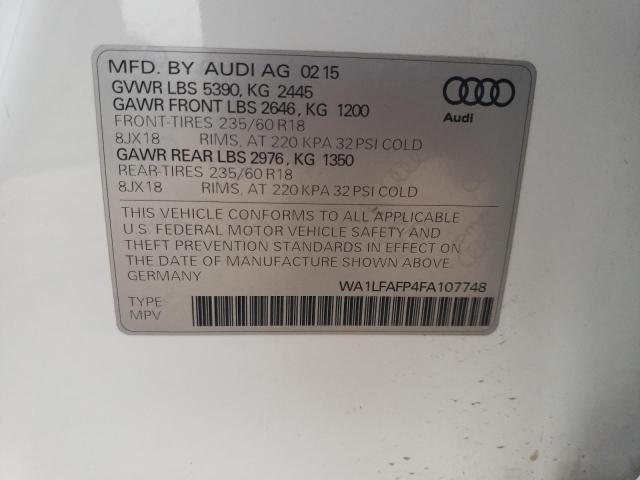 MFD. BY AUDI AG 02 15
GVWR LBS 5390, KG 2445
GAWR FRONT LBS 2646, KG 1200
FRONT-TIRES 235/60 R18
8JX18 RIMS, AT 220 KPA 32 PSI COLD
GAWR REAR LBS 2976, KG 1350
REAR-TIRES 235/60 R18
8JX18 RIMS, AT 220 KPA 32 PSI COLD
Audi
THIS VEHICLE CONFORMS TO ALL APPLICABLE
U.S. FEDERAL MOTOR VEHICLE SAFETY AND
THEFT PREVENTION STANDARDS IN EFFECT ON
THE DATE OF MANUFACTURE SHOWN ABOVE.
GERMANY
WA1LFAFP4FA107748
TYPE:
MPV